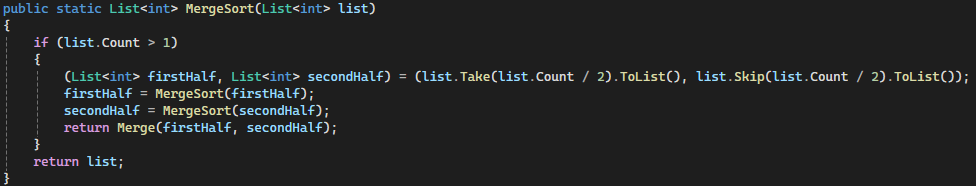 public static List<int> MergeSort(List<int> list)
{
    if (list.Count > 1)
    {
        (List<int> firstHalf, List<int> secondHalf) = (list.Take(list.Count / 2).ToList(), list.Skip(list.Count / 2).ToList());
        firstHalf = MergeSort(firstHalf);
        secondHalf = MergeSort(secondHalf);
        return Merge(firstHalf, secondHalf);
    }
    return list;
}